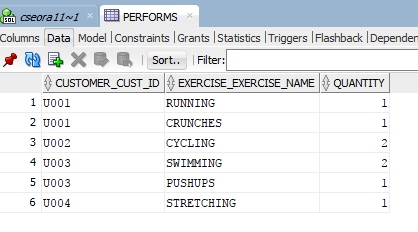 SQL cseora11~1 PERFORMS
Columns Data Model Constraints Grants Statistics Triggers Flashback Dependen
Sort.. Filter:
CUSTOMER_CUST_ID EXERCISE_EXERCISE_NAME QUANTITY
1 U001 RUNNING 1
2 U001 CRUNCHES 1
3 U002 CYCLING 2
4 U003 SWIMMING 2
5 U003 PUSHUPS 1
6 U004 STRETCHING 1